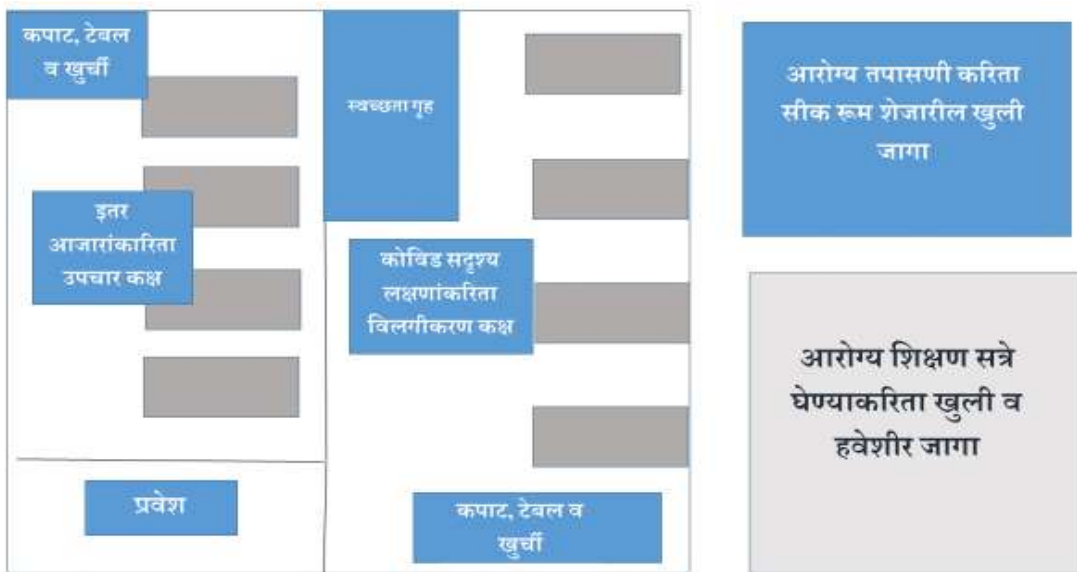 कपाट, टेबल
व खुर्ची
स्वच्छता गृह
इतर
आजारांकारिता
उपचार कक्ष
कोविड सदृश्य
लक्षणांकरिता
विलगीकरण कक्ष
प्रवेश
कपाट, टेबल व
खुर्ची
आरोग्य तपासणी करिता
सीक रूम शेजारील खुली
जागा
आरोग्य शिक्षण सत्रे
घेण्याकरिता खुली व
हवेशीर जागा